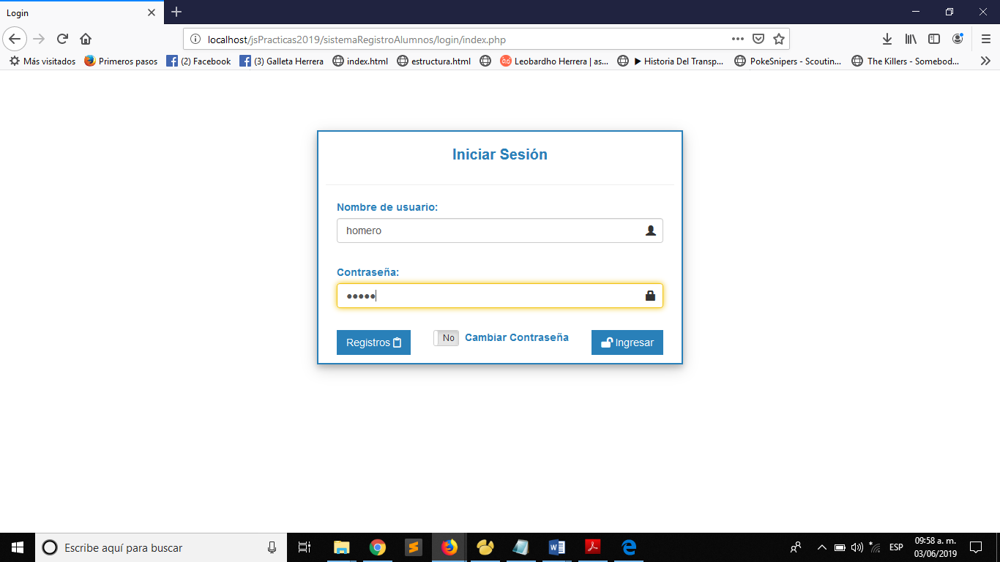 Login
localhost/jsPracticas2019/sistemaRegistroAlumnos/login/index.php
Más visitados Primeros pasos (2) Facebook (3) Galleta Herrera index.html estructura.html Leobardho Herrera | as... ▶ Historia Del Transp... PokeSnipers - Scoutin... The Killers - Somebod...
Iniciar Sesión
Nombre de usuario:
homero
Contraseña:
●●●●●
Registros No Cambiar Contraseña Ingresar
Escribe aquí para buscar
ESP
09:58 a. m.
03/06/2019